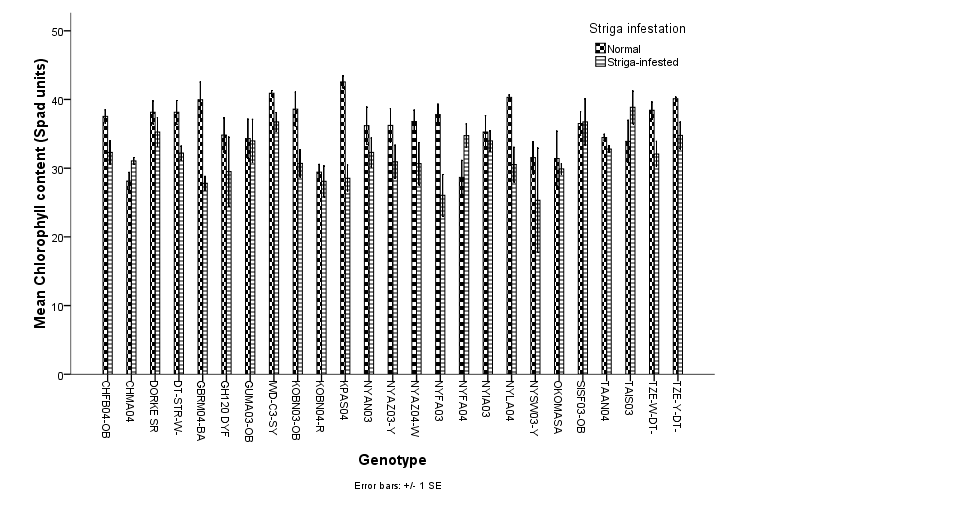 Striga infestation
Normal
Striga-infested
Mean Chlorophyll content (Spad units)
50
40
30
20
10
0
CHFB04-OB
CHMA04
DORKE SR
DT-STR-W-
GBRM04-BA
GH120 DYF
GUMA03-OB
IWD-C3-SY
KOBN03-OB
KOBN04-R
KPAS04
NYAN03
NYAZ03-Y
NYAZ04-W
NYFA03
NYFA04
NYIA03
NYLA04
NYSW03-Y
OKOMASA
SISF03-OB
TAAN04
TAIS03
TZE-W-DT-
TZE-Y-DT-
Genotype
Error bars: +/- 1 SE